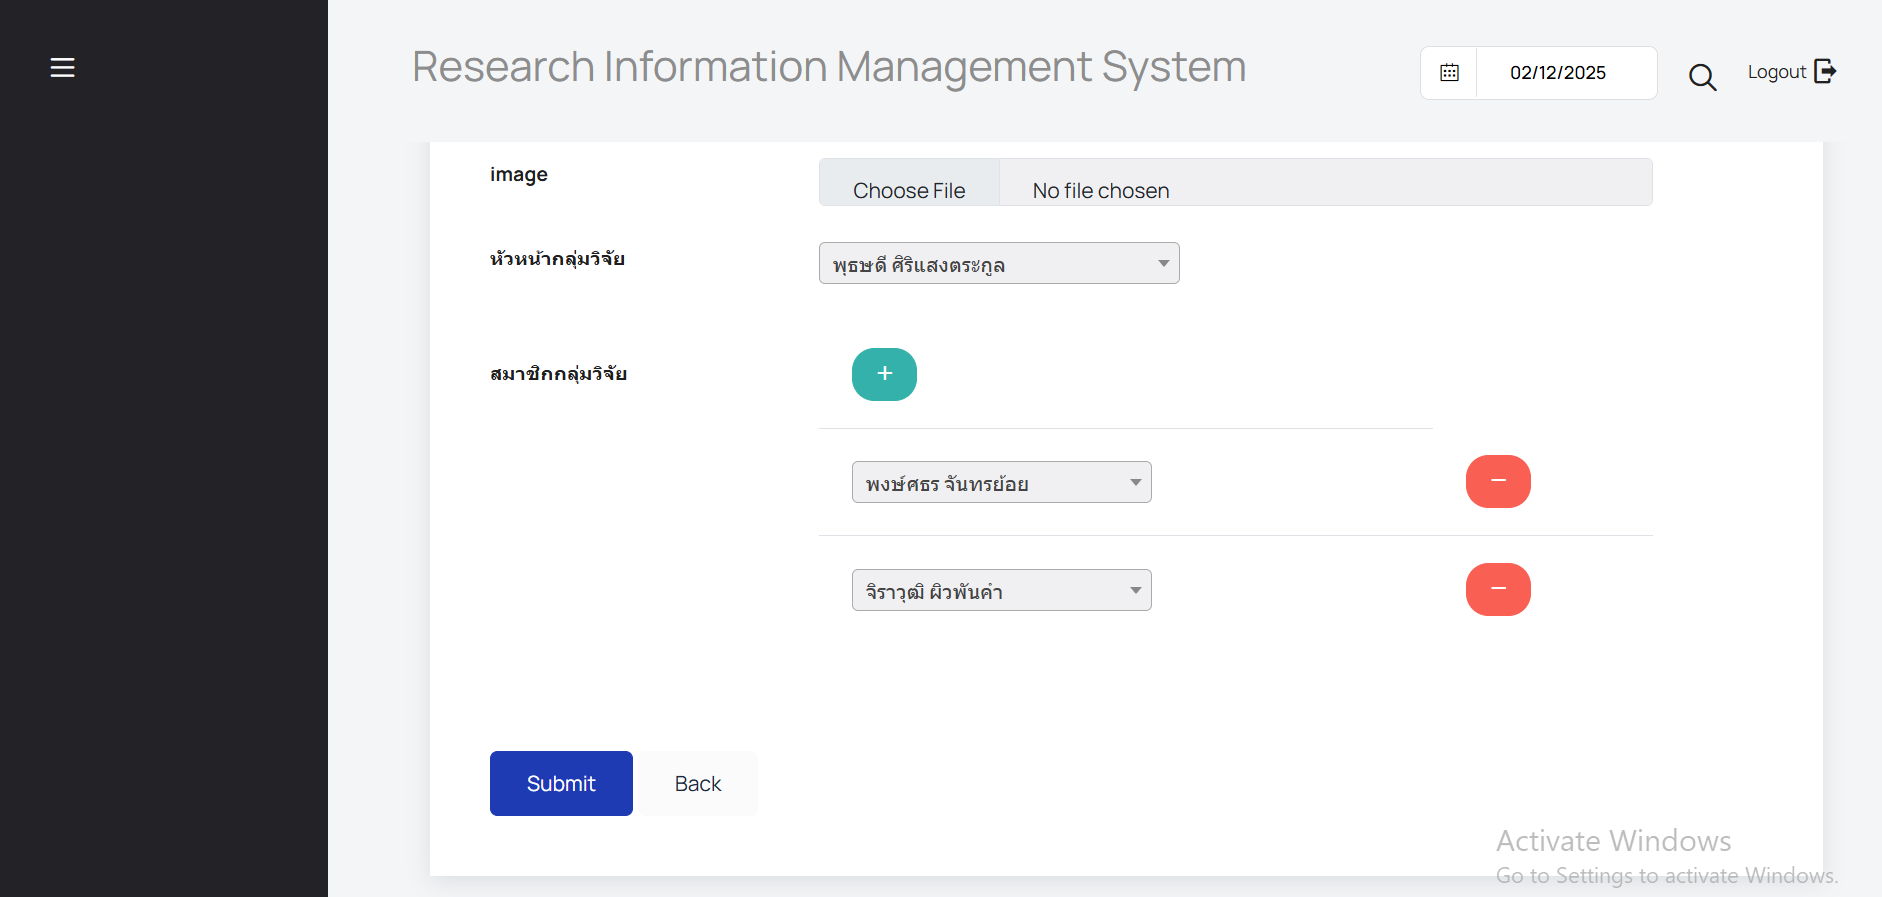 Research Information Management System
02/12/2025
Logout
image
Choose File
No file chosen
หัวหน้ากลุ่มวิจัย
พุธษดี ศิริแสงตระกูล
สมาชิกกลุ่มวิจัย
+
พงษ์ศธร จันทรย้อย
−
จิราวุฒิ ผิวพันคำ
−
Submit
Back
Activate Windows
Go to Settings to activate Windows.